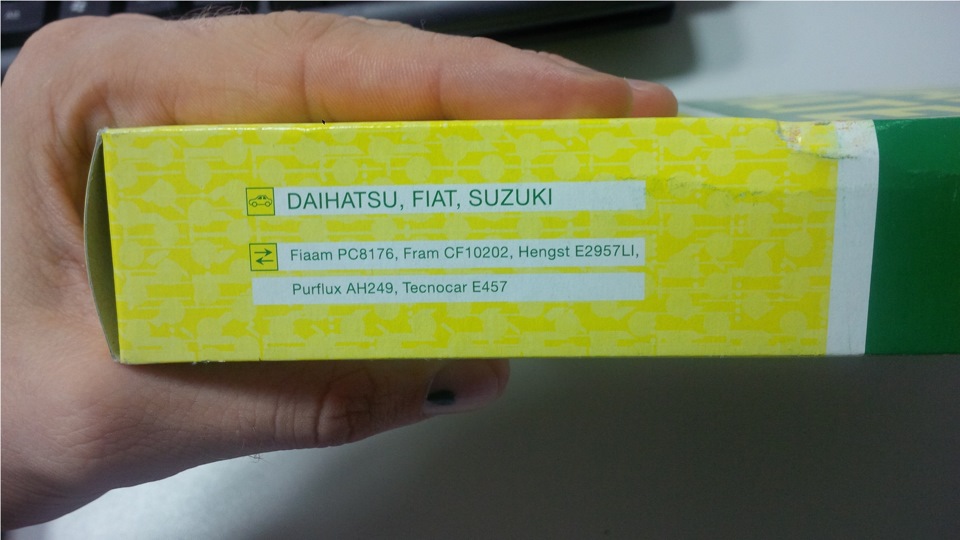 DAIHATSU, FIAT, SUZUKI
Fiaam PC8176, Fram CF10202, Hengst E2957LI,
Purflux AH249, Tecnocar E457